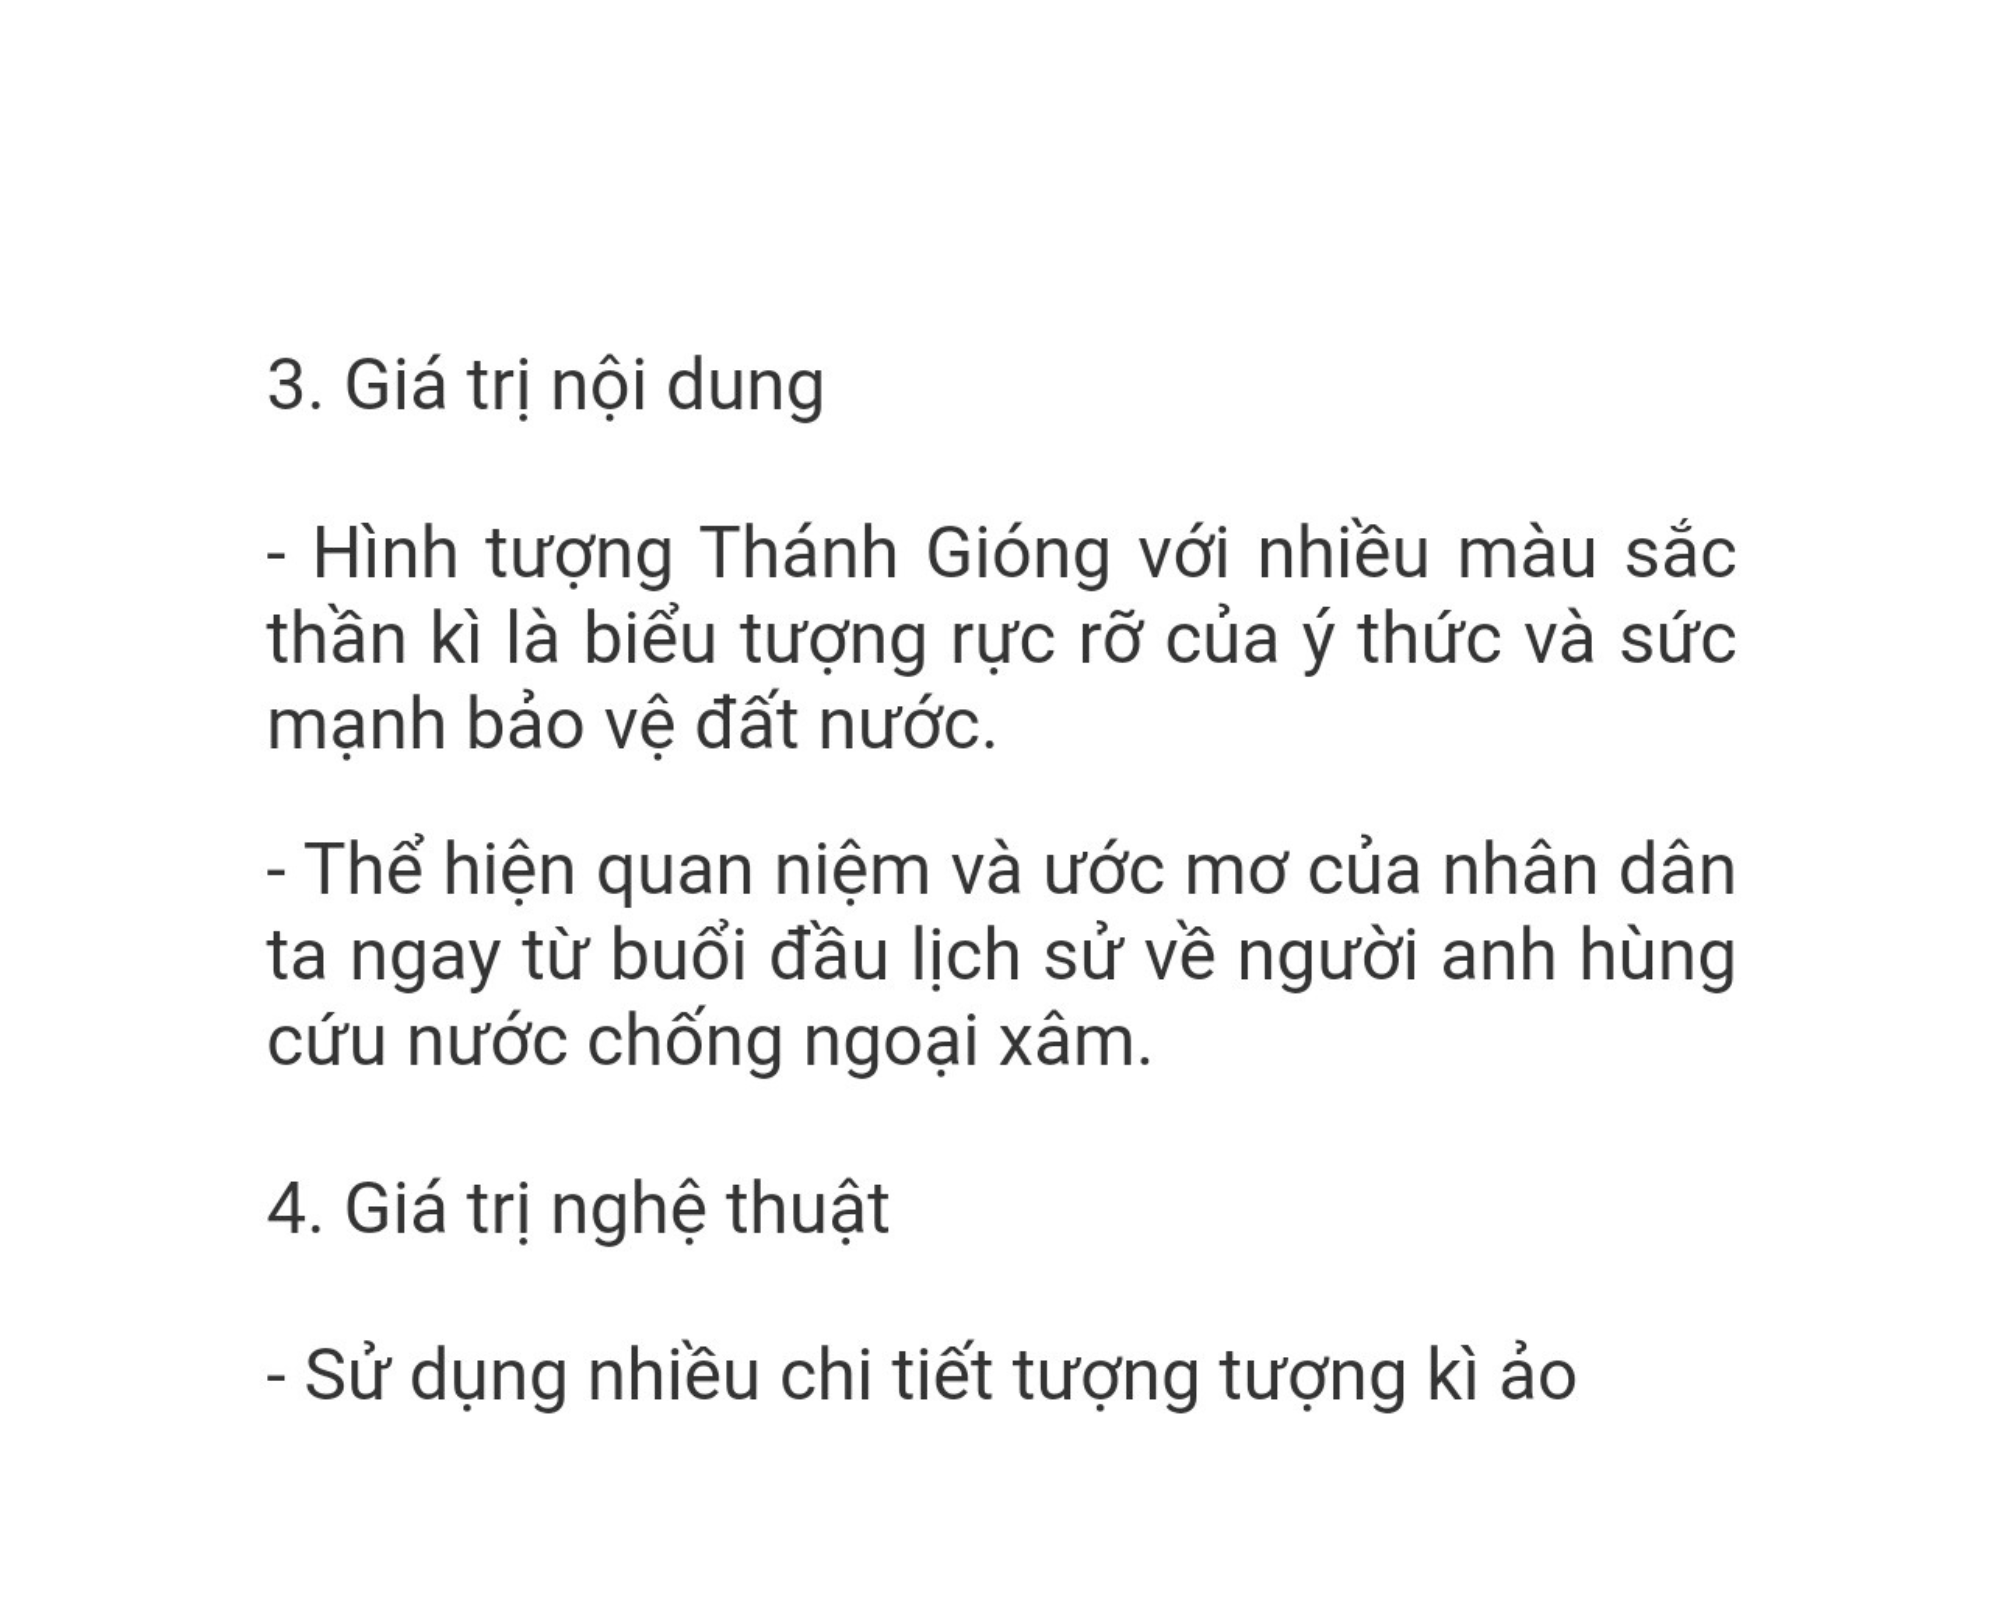 3. Giá trị nội dung
- Hình tượng Thánh Gióng với nhiều màu sắc
thần kì là biểu tượng rực rỡ của ý thức và sức
mạnh bảo vệ đất nước.
- Thể hiện quan niệm và ước mơ của nhân dân
ta ngay từ buổi đầu lịch sử về người anh hùng
cứu nước chống ngoại xâm.
4. Giá trị nghệ thuật
- Sử dụng nhiều chi tiết tượng tượng kì ảo